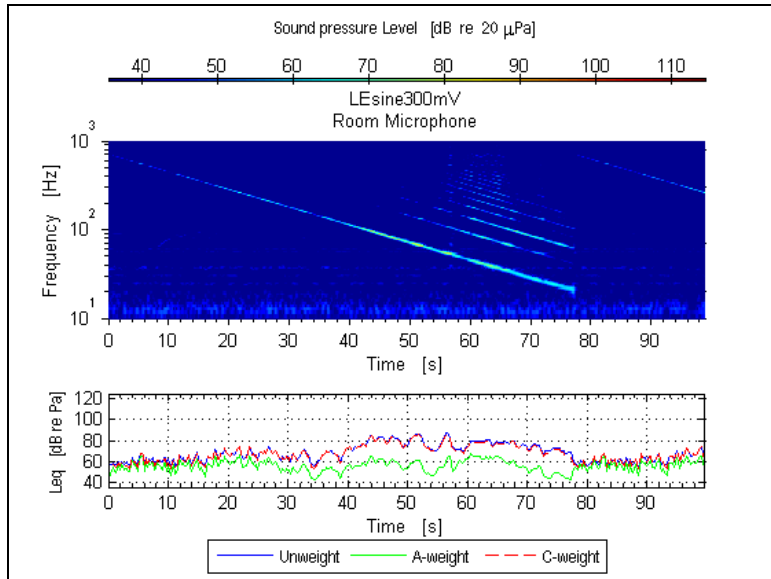 Sound pressure Level [dB re 20 µPa]
40 50 60 70 80 90 100 110
LEsine300mV
Room Microphone
Frequency [Hz]
10³
10²
10¹
0 10 20 30 40 50 60 70 80 90
Time [s]
Leq [dB re Pa]
120
100
80
60
40
0 10 20 30 40 50 60 70 80 90
Time [s]
Unweight A-weight C-weight